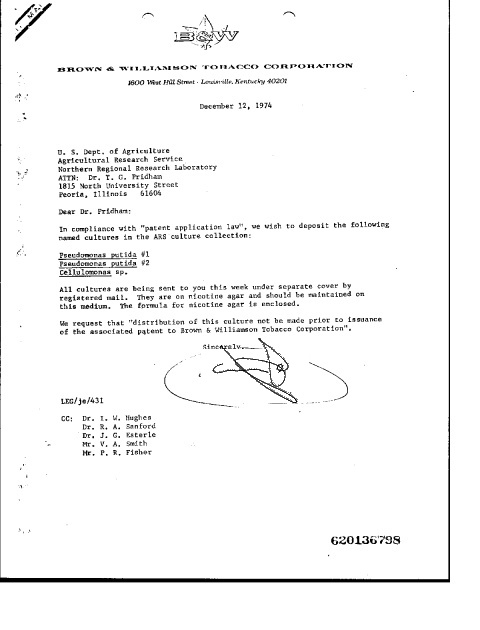 B&W
BROWN & WILLIAMSON TOBACCO CORPORATION
1600 West Hill Street · Louisville, Kentucky 40201
December 12, 1974
U. S. Dept. of Agriculture
Agricultural Research Service
Northern Regional Research Laboratory
ATTN: Dr. T. G. Pridham
1815 North University Street
Peoria, Illinois 61604
Dear Dr. Pridham:
In compliance with "patent application law", we wish to deposit the following
named cultures in the ARS culture collection:
Pseudomonas putida #1
Pseudomonas putida #2
Cellulomonas sp.
All cultures are being sent to you this week under separate cover by
registered mail. They are on nicotine agar and should be maintained on
this medium. The formula for nicotine agar is enclosed.
We request that "distribution of this culture not be made prior to issuance
of the associated patent to Brown & Williamson Tobacco Corporation".
Sincerely,
LEG/je/431
CC: Dr. I. W. Hughes
Dr. R. A. Sanford
Dr. J. G. Esterle
Mr. V. A. Smith
Mr. P. R. Fisher
620136798